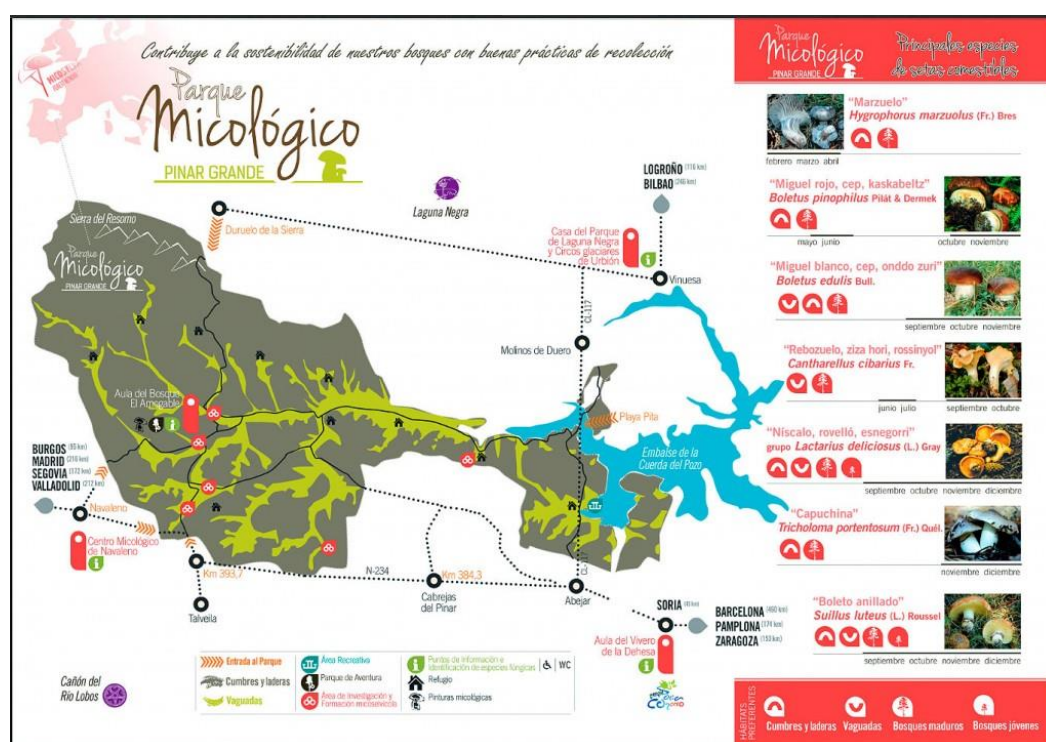 Contribuye a la sostenibilidad de nuestros bosques con buenas prácticas de recolección
Parque
Micológico
PINAR GRANDE
Sierra del Resomo
Parque
Micológico
PINAR GRANDE
Duruelo de la Sierra
Laguna Negra
LOGROÑO (116 km)
BILBAO (246 km)
Casa del Parque
de Laguna Negra
y Circos glaciares
de Urbión
Vinuesa
CL-117
Molinos de Duero
Playa Pita
Embalse de la
Cuerda del Pozo
Aula del Bosque
El Amogable
BURGOS
MADRID
SEGOVIA
VALLADOLID
Navaleno
Centro Micológico
de Navaleno
Km 393,7
Talveila
N-234
Km 384,3
Cabrejas
del Pinar
Abejar
SORIA
BARCELONA
PAMPLONA
ZARAGOZA
Aula del Vivero
de la Dehesa
Cañón del
Río Lobos
Entrada al Parque
Cumbres y laderas
Vaguadas
Área Recreativa
Parque de Aventura
Área de Investigación y
Formación micoselvícola
Puntos de información e
identificación de especies fúngicas
WC
Refugio
Pinturas micológicas
Parque
Micológico
PINAR GRANDE
Principales especies
de setas comestibles
"Marzuelo"
Hygrophorus marzuolus (Fr.) Bres
febrero marzo abril
"Miguel rojo, cep, kaskabeltz"
Boletus pinophilus Pilát & Dermek
mayo junio
octubre noviembre
"Miguel blanco, cep, onddo zuri"
Boletus edulis Bull.
septiembre octubre noviembre
"Rebozuelo, ziza hori, rossinyol"
Cantharellus cibarius Fr.
junio julio
septiembre octubre
"Níscalo, rovelló, esnegorri"
grupo Lactarius deliciosus (L.) Gray
septiembre octubre noviembre diciembre
"Capuchina"
Tricholoma portentosum (Fr.) Quél.
noviembre diciembre
"Boleto anillado"
Suillus luteus (L.) Roussel
septiembre octubre noviembre diciembre
HÁBITATS
PREFERENTES
Cumbres y laderas
Vaguadas
Bosques maduros
Bosques jóvenes